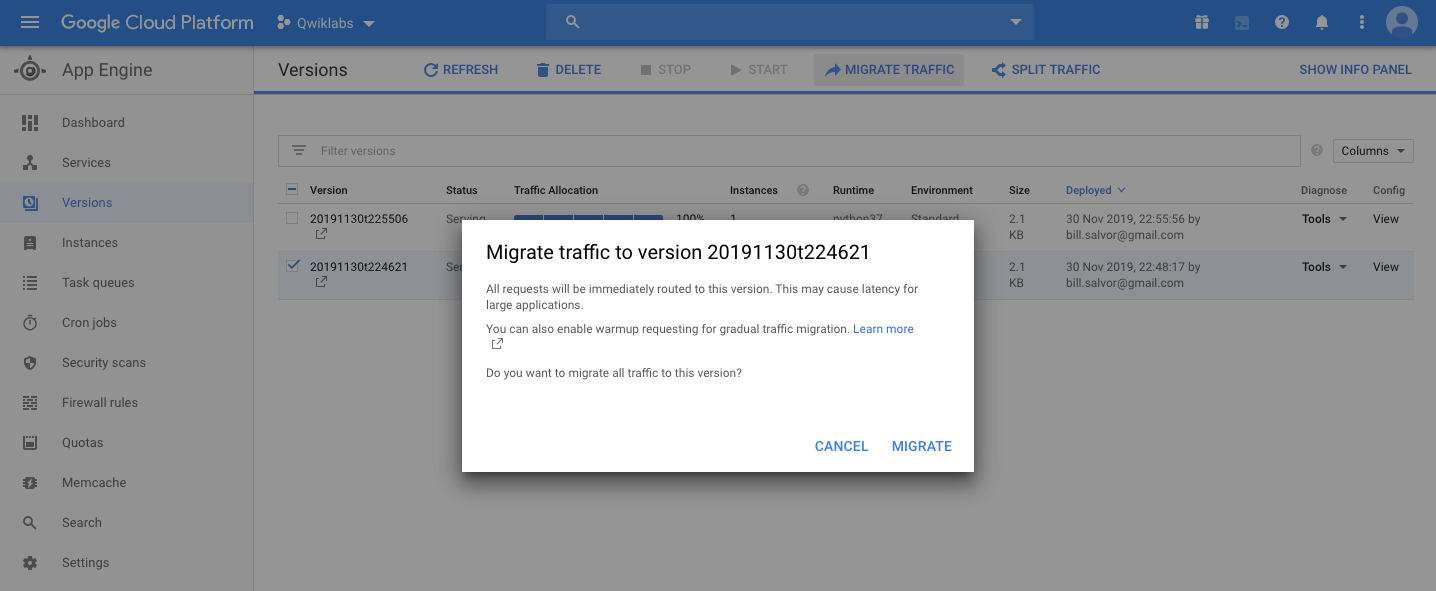 Google Cloud Platform
Qwiklabs
App Engine
Versions
REFRESH
DELETE
STOP
START
MIGRATE TRAFFIC
SPLIT TRAFFIC
SHOW INFO PANEL
Dashboard
Services
Versions
Instances
Task queues
Cron jobs
Security scans
Firewall rules
Quotas
Memcache
Search
Settings
Filter versions
Columns
Version Status Traffic Allocation Instances Runtime Environment Size Deployed Diagnose Config
20191130t225506 Serving 100% 1 python37 Standard 2.1 30 Nov 2019, 22:55:56 by Tools View
KB bill.salvor@gmail.com
20191130t224621 2.1 30 Nov 2019, 22:48:17 by Tools View
KB bill.salvor@gmail.com
Migrate traffic to version 20191130t224621
All requests will be immediately routed to this version. This may cause latency for
large applications.
You can also enable warmup requesting for gradual traffic migration. Learn more
Do you want to migrate all traffic to this version?
CANCEL MIGRATE